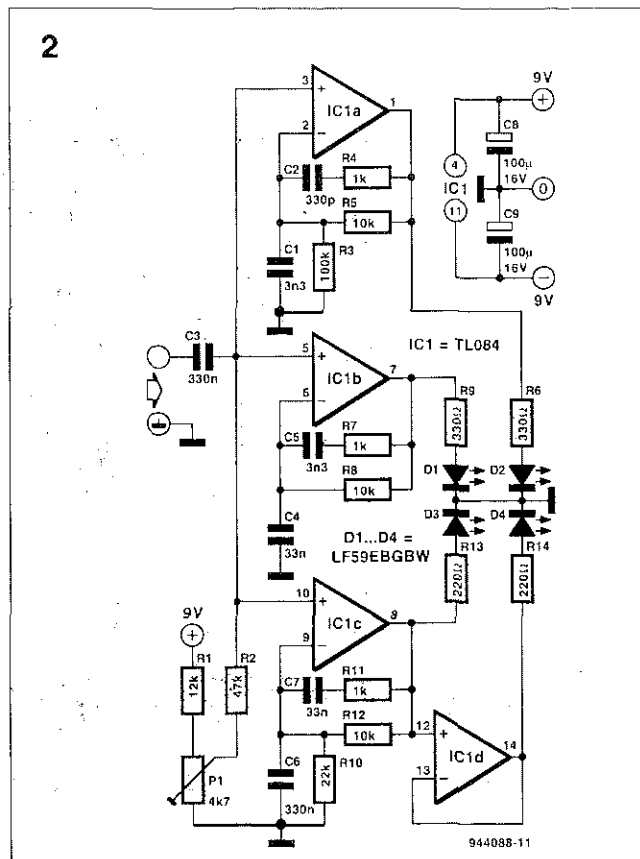 2
3
+
IC1a
1
2
−
C2
330p
R4
1k
R5
10k
C1
3n3
R3
100k
9V
+
C8
100µ
16V
4
IC1
0
11
C9
100µ
16V
−
9V
C3
330n
5
+
IC1b
7
6
−
C5
3n3
R7
1k
R8
10k
C4
33n
IC1 = TL084
R9
330Ω
R6
330Ω
D1
D2
D3
D4
R13
220Ω
R14
220Ω
D1...D4 =
LF59EBGBW
10
+
IC1c
8
9
−
C7
33n
R11
1k
R12
10k
C6
330n
R10
22k
9V
+
R1
12k
R2
47k
P1
4k7
12
+
IC1d
14
13
−
944088-11